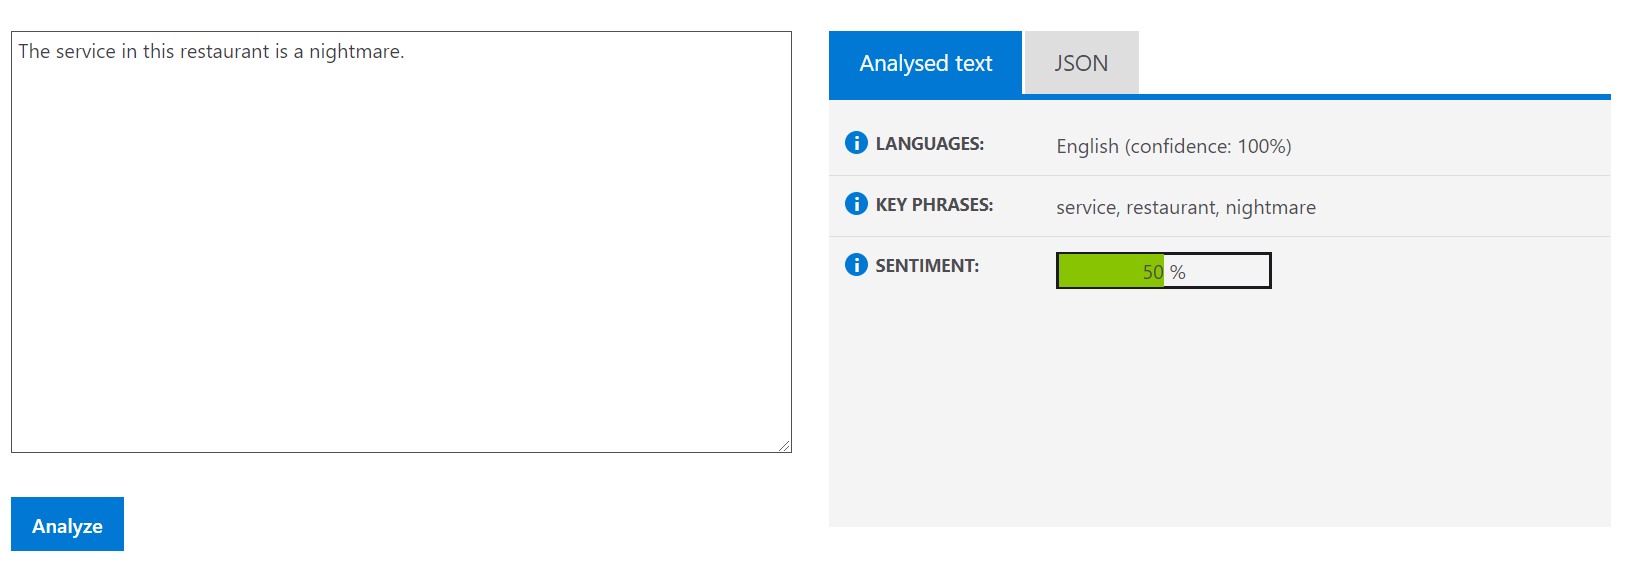 The service in this restaurant is a nightmare.
Analyze
Analysed text
JSON
LANGUAGES:
English (confidence: 100%)
KEY PHRASES:
service, restaurant, nightmare
SENTIMENT:
50 %